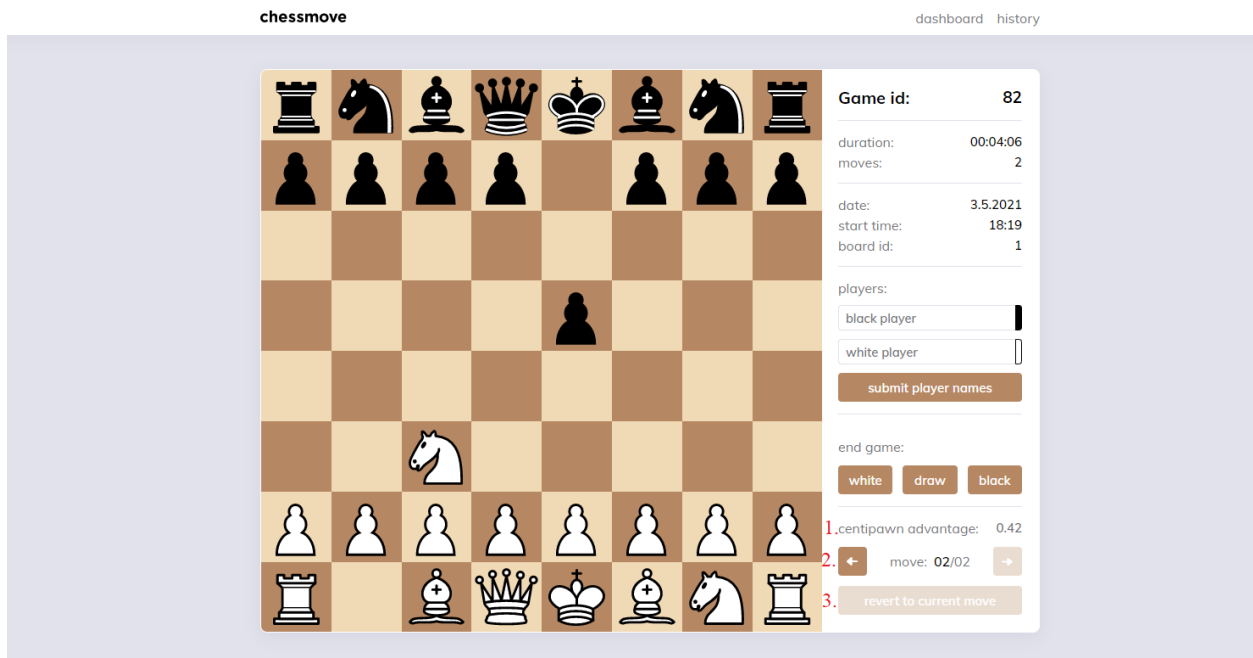 chessmove
dashboard history
Game id: 82
duration: 00:04:06
moves: 2
date: 3.5.2021
start time: 18:19
board id: 1
players:
black player
white player
submit player names
end game:
white draw black
1. centipawn advantage: 0.42
2. ← move: 02/02 →
3. revert to current move